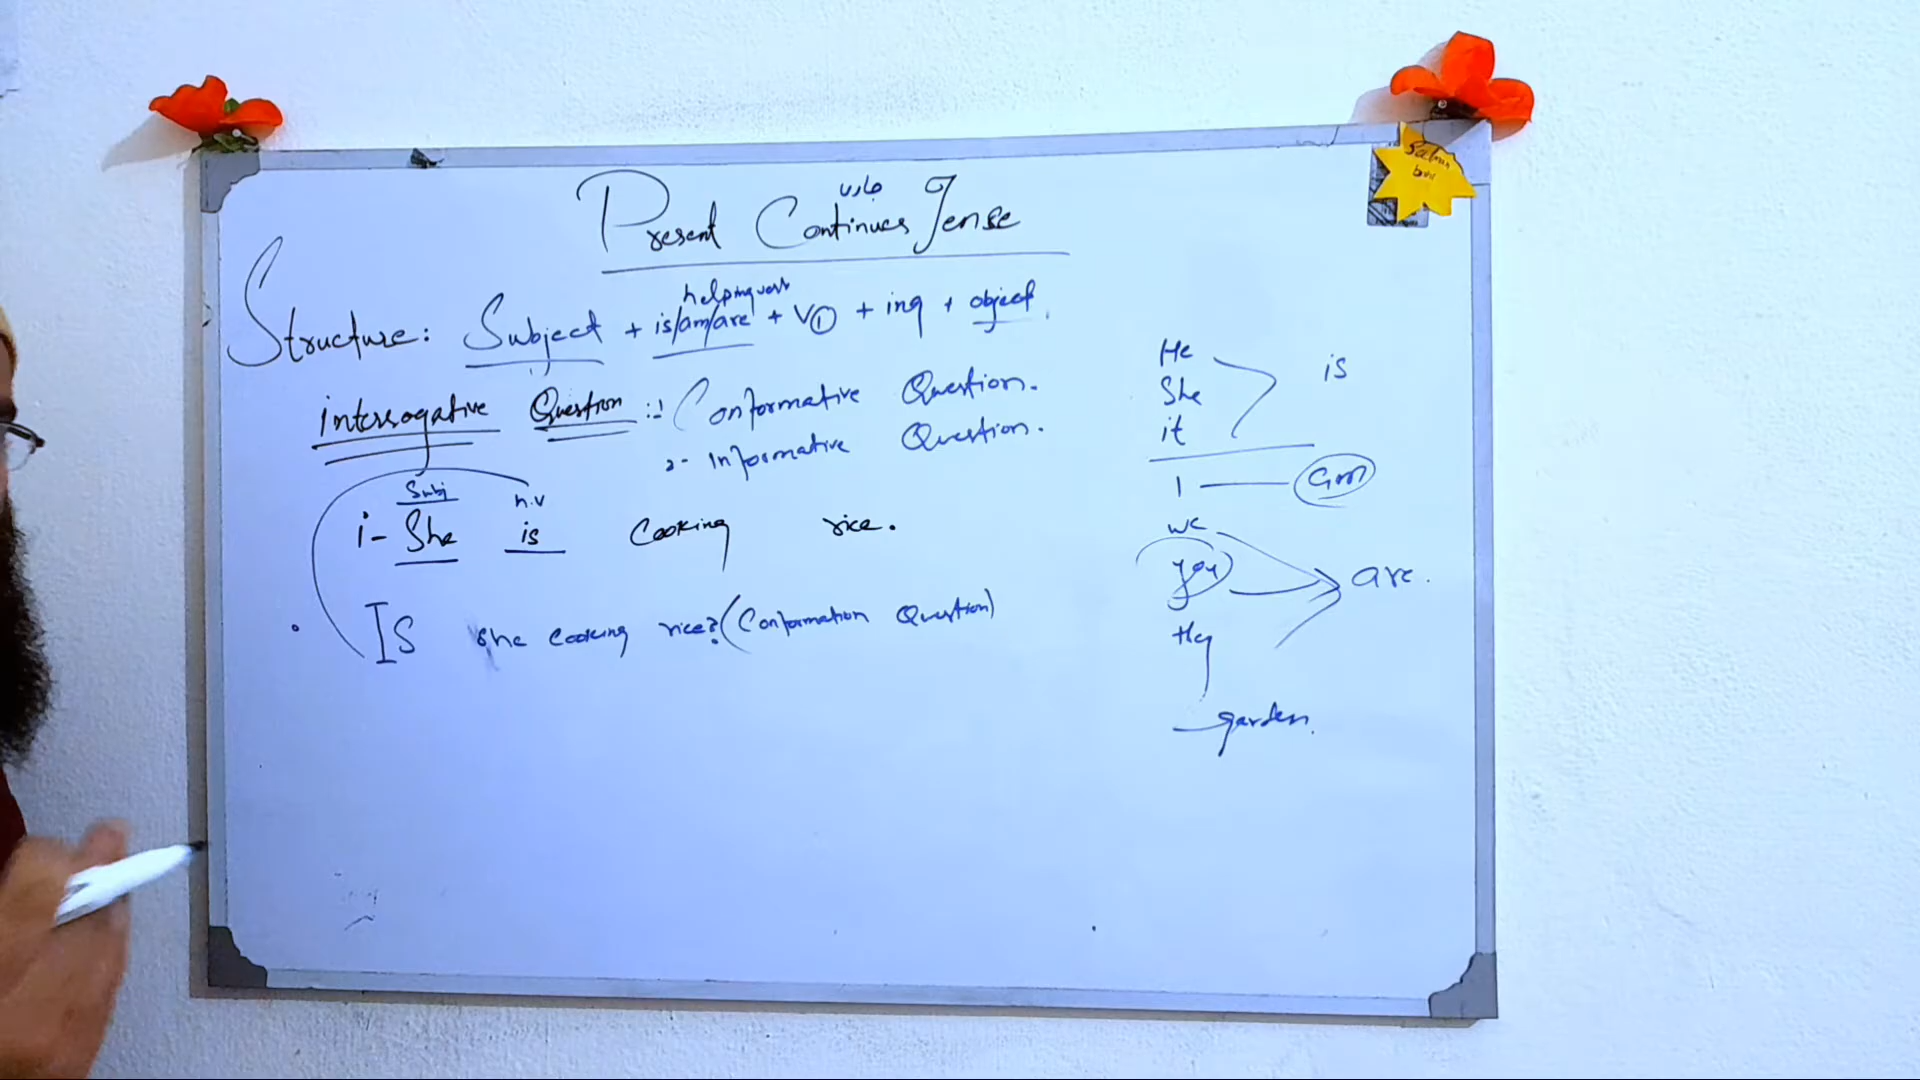 جاری
Present Continues Tense
helping verb
Structure: Subject + is/am/are + V① + ing + object.
interrogative Question :- 1 Conformative Question.
2- Informative Question.
Subj h.v
i- She is Cooking rice.
Is she cooking rice? (Conformation Question)
He
She is
it
I am
we
you are.
they
garden.